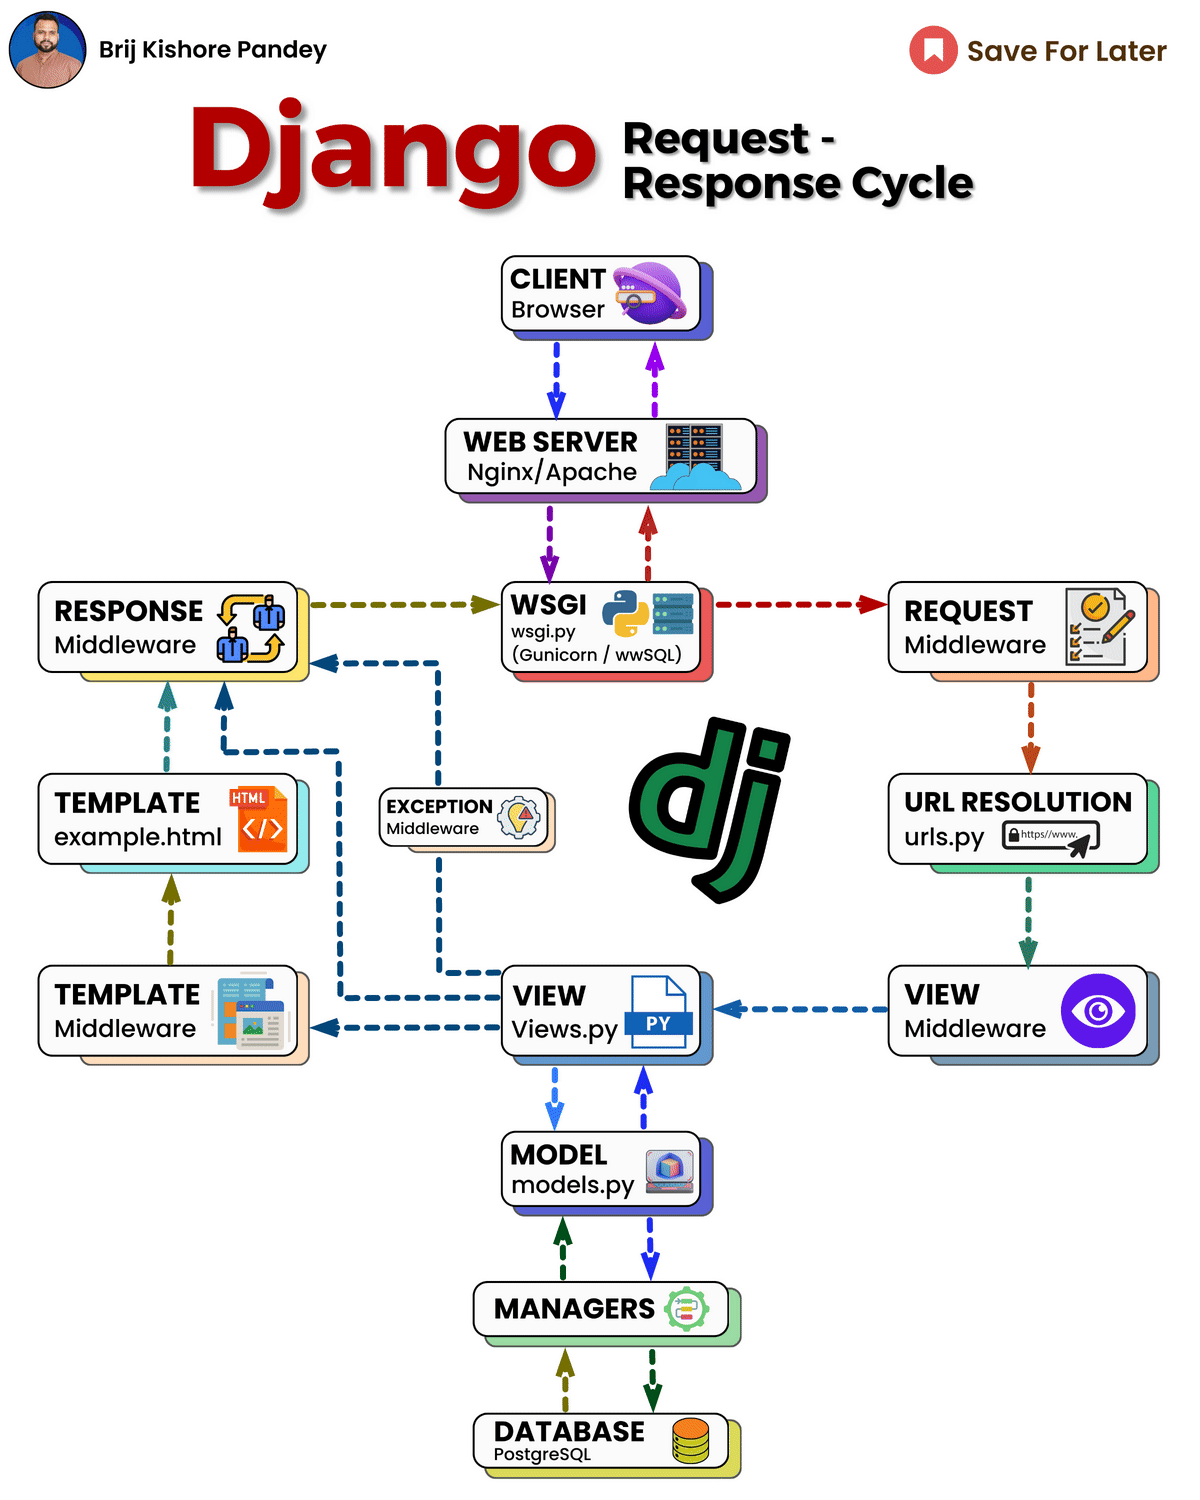 Brij Kishore Pandey
Save For Later
Django
Request -
Response Cycle
CLIENT
Browser
WEB SERVER
Nginx/Apache
RESPONSE
Middleware
WSGI
wsgi.py
(Gunicorn / wwSQL)
REQUEST
Middleware
TEMPLATE
example.html
HTML
</>
EXCEPTION
Middleware
dj
URL RESOLUTION
urls.py
https//www.
TEMPLATE
Middleware
VIEW
Views.py
PY
VIEW
Middleware
MODEL
models.py
MANAGERS
DATABASE
PostgreSQL